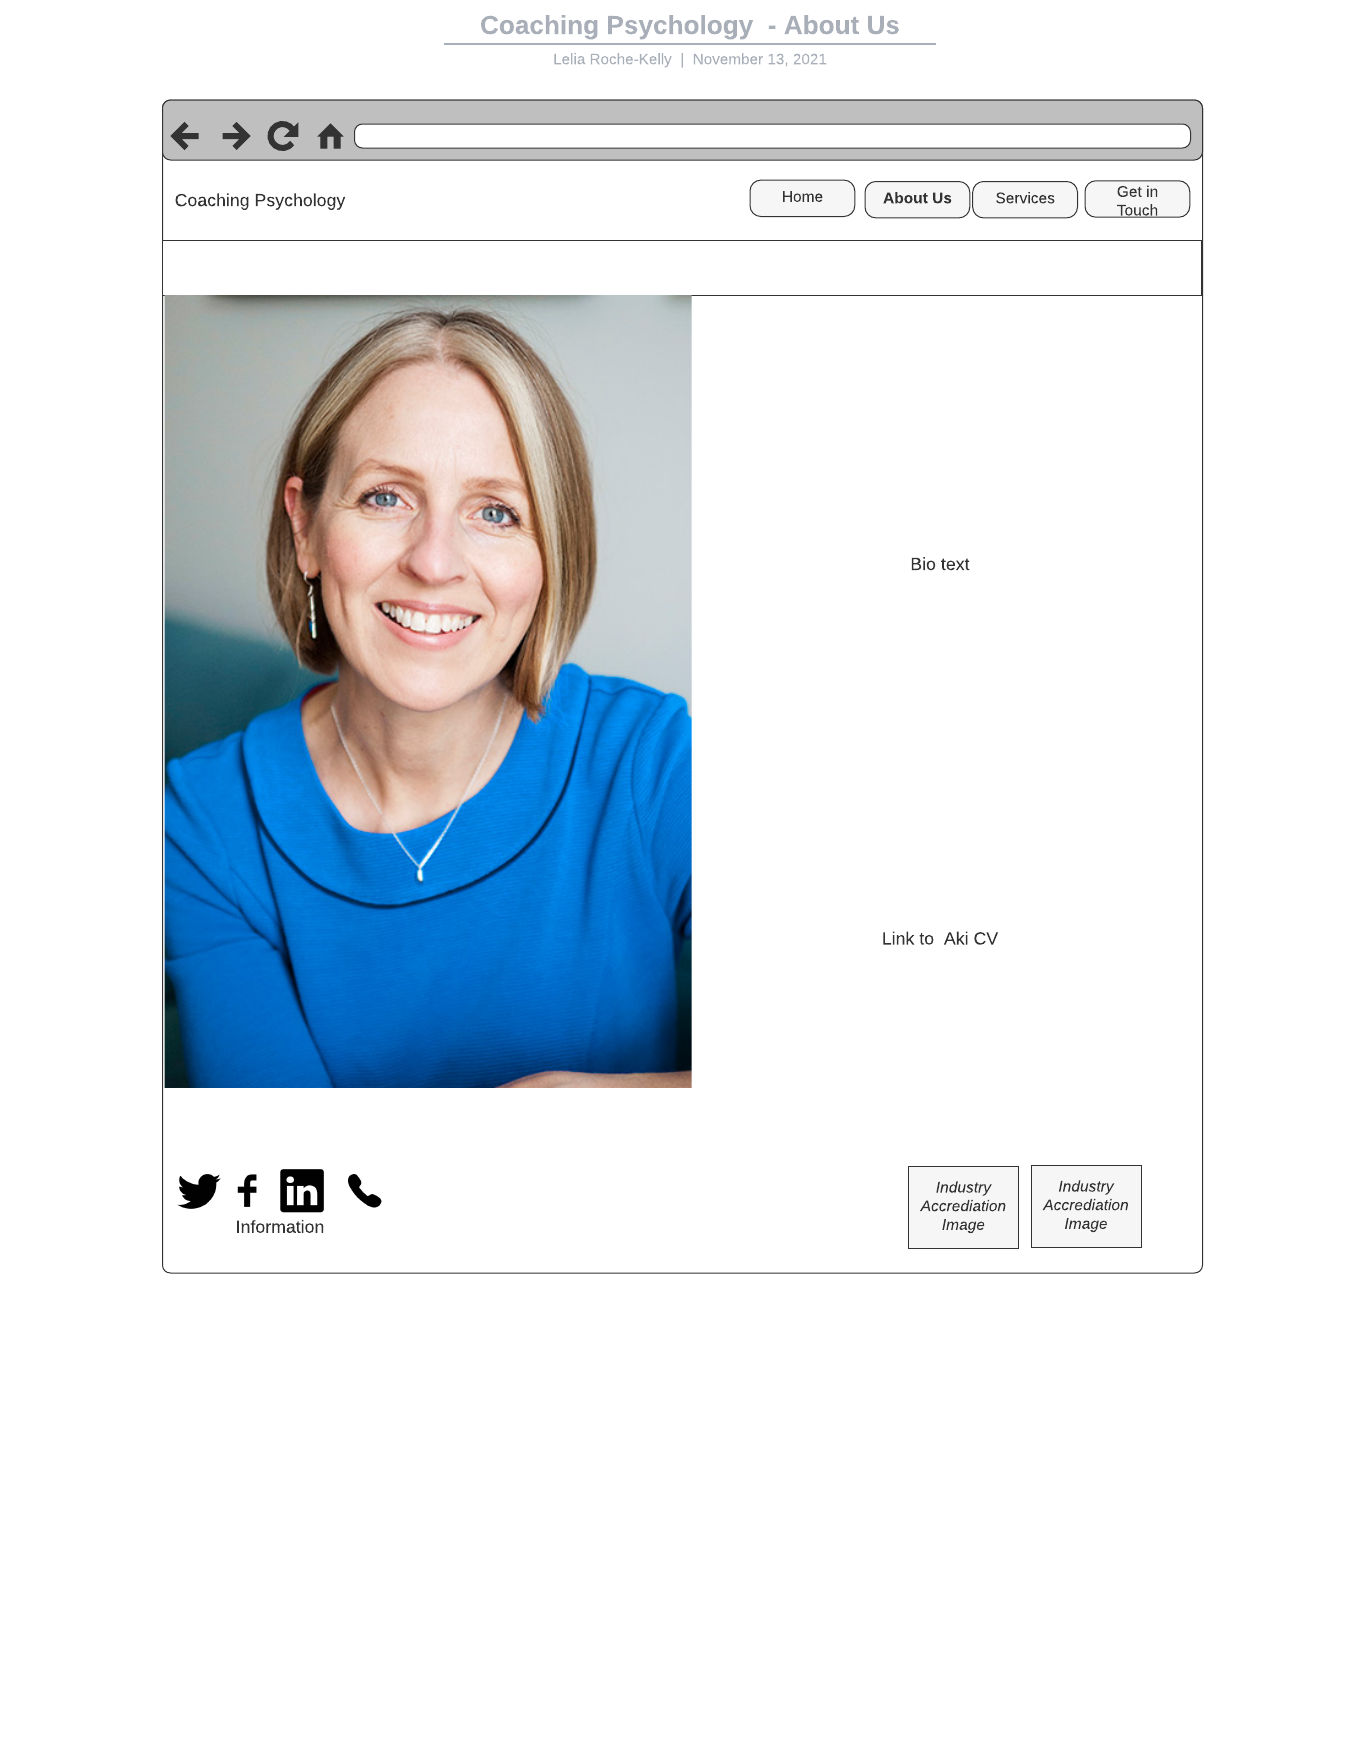 Coaching Psychology  - About Us
Lelia Roche-Kelly  |  November 13, 2021
Coaching Psychology
Home
About Us
Services
Get in
Touch
Bio text
Link to  Aki CV
in
Information
Industry
Accrediation
Image
Industry
Accrediation
Image